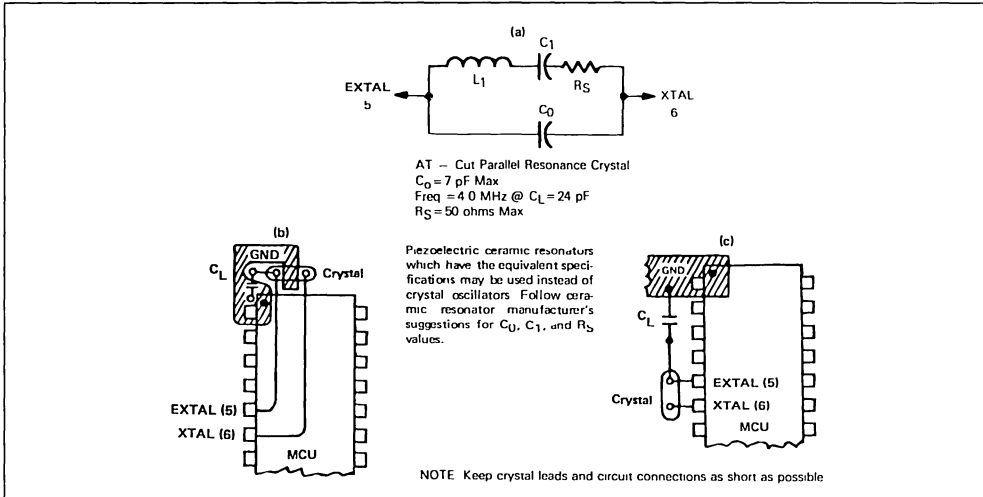 (a)
C1
L1
RS
EXTAL
5
XTAL
6
C0
AT – Cut Parallel Resonance Crystal
Co = 7 pF Max
Freq = 4 0 MHz @ CL = 24 pF
RS = 50 ohms Max
(b)
GND
CL
Crystal
EXTAL (5)
XTAL (6)
MCU
Piezoelectric ceramic resonators
which have the equivalent speci-
fications may be used instead of
crystal oscillators Follow cera-
mic resonator manufacturer's
suggestions for C0, C1, and RS
values.
(c)
GND
CL
Crystal
EXTAL (5)
XTAL (6)
MCU
NOTE Keep crystal leads and circuit connections as short as possible